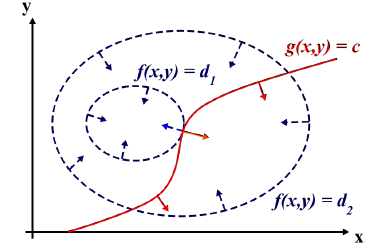 y
g(x,y) = c
f(x,y) = d₁
f(x,y) = d₂
x